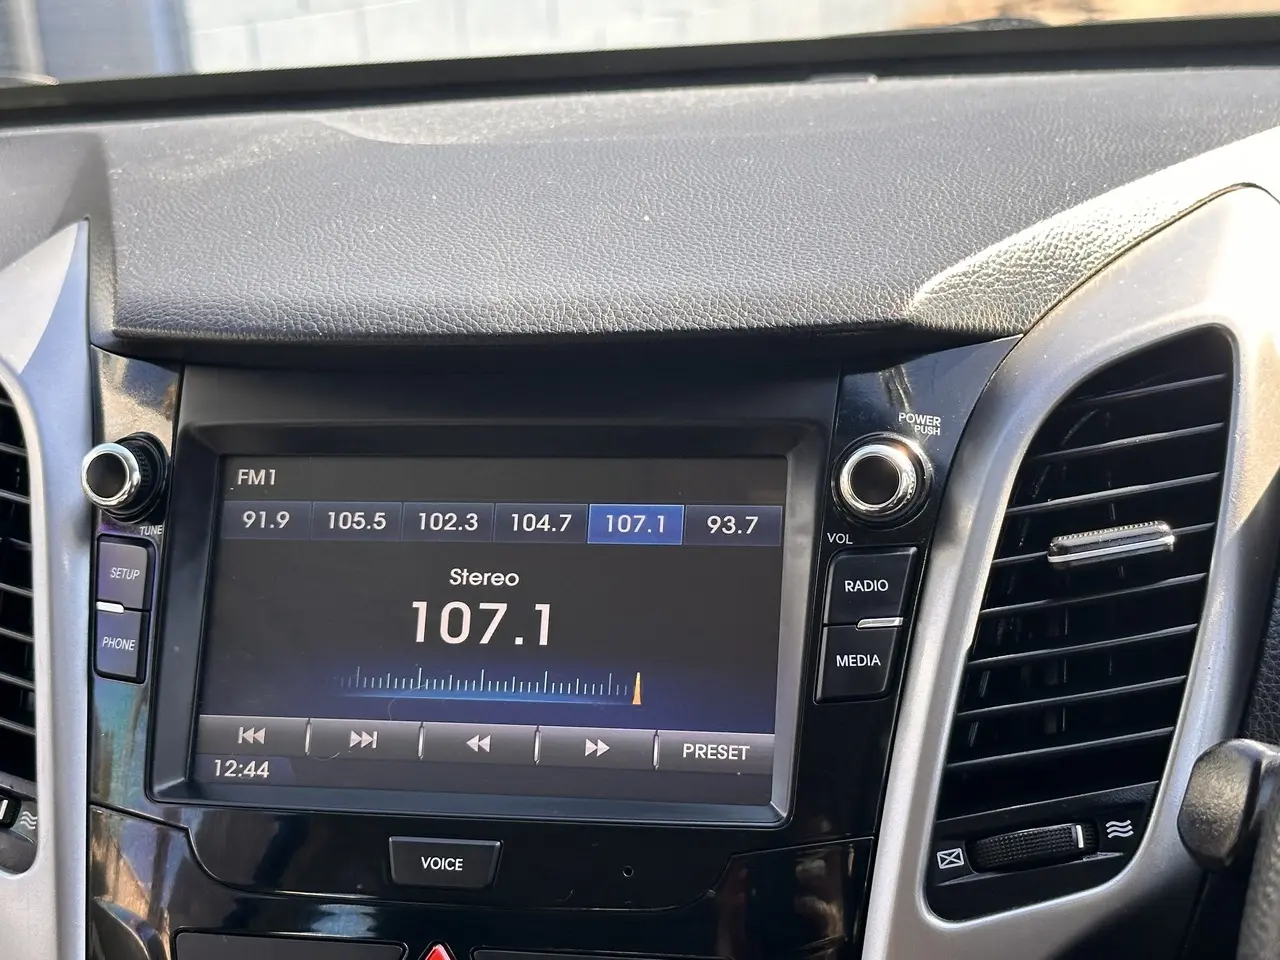 POWER
PUSH
FM1
91.9 105.5 102.3 104.7 107.1 93.7
TUNE
VOL
SETUP
Stereo
RADIO
107.1
PHONE
MEDIA
PRESET
12:44
VOICE